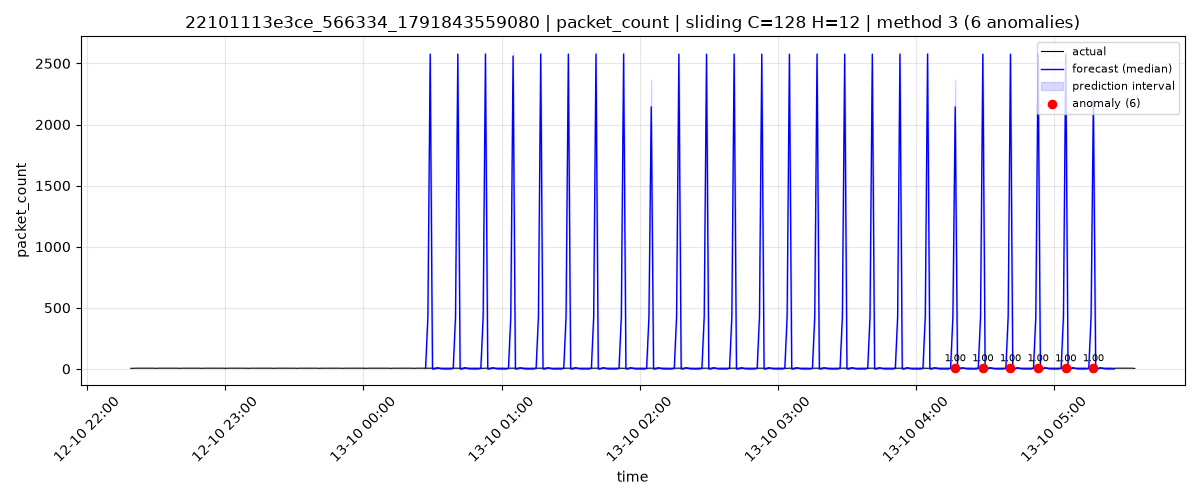 22101113e3ce_566334_1791843559080 | packet_count | sliding C=128 H=12 | method 3 (6 anomalies)
actual
forecast (median)
prediction interval
anomaly (6)
packet_count
2500
2000
1500
1000
500
0
1.00 1.00 1.00 1.00 1.00 1.00
12-10 22:00 12-10 23:00 13-10 00:00 13-10 01:00 13-10 02:00 13-10 03:00 13-10 04:00 13-10 05:00
time